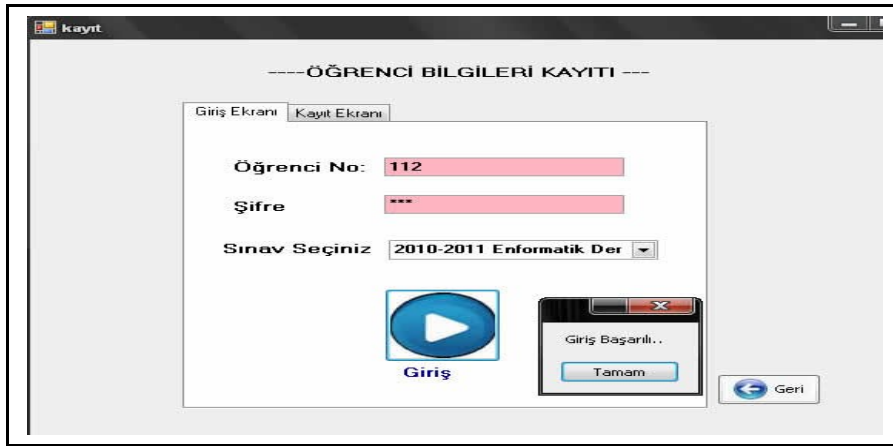 kayıt
----ÖĞRENCİ BİLGİLERİ KAYITI ---
Giriş Ekranı Kayıt Ekranı
Öğrenci No: 112
Şifre ***
Sınav Seçiniz 2010-2011 Enformatik Der
Giriş Başarılı..
Tamam
Giriş
Geri